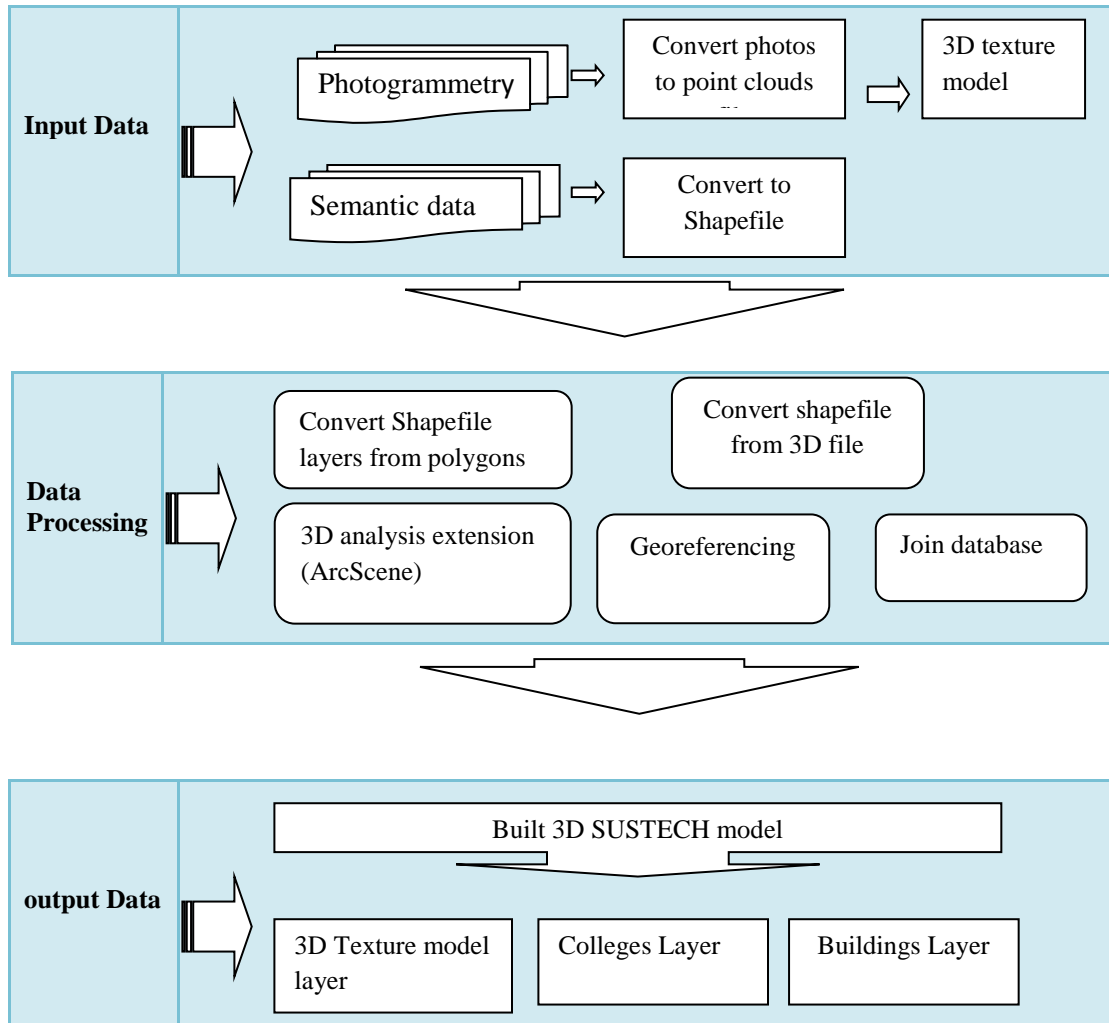 Input Data
Photogrammetry
Convert photos
to point clouds
3D texture
model
Semantic data
Convert to
Shapefile
Data
Processing
Convert Shapefile
layers from polygons
Convert shapefile
from 3D file
3D analysis extension
(ArcScene)
Georeferencing
Join database
output Data
Built 3D SUSTECH model
3D Texture model
layer
Colleges Layer
Buildings Layer